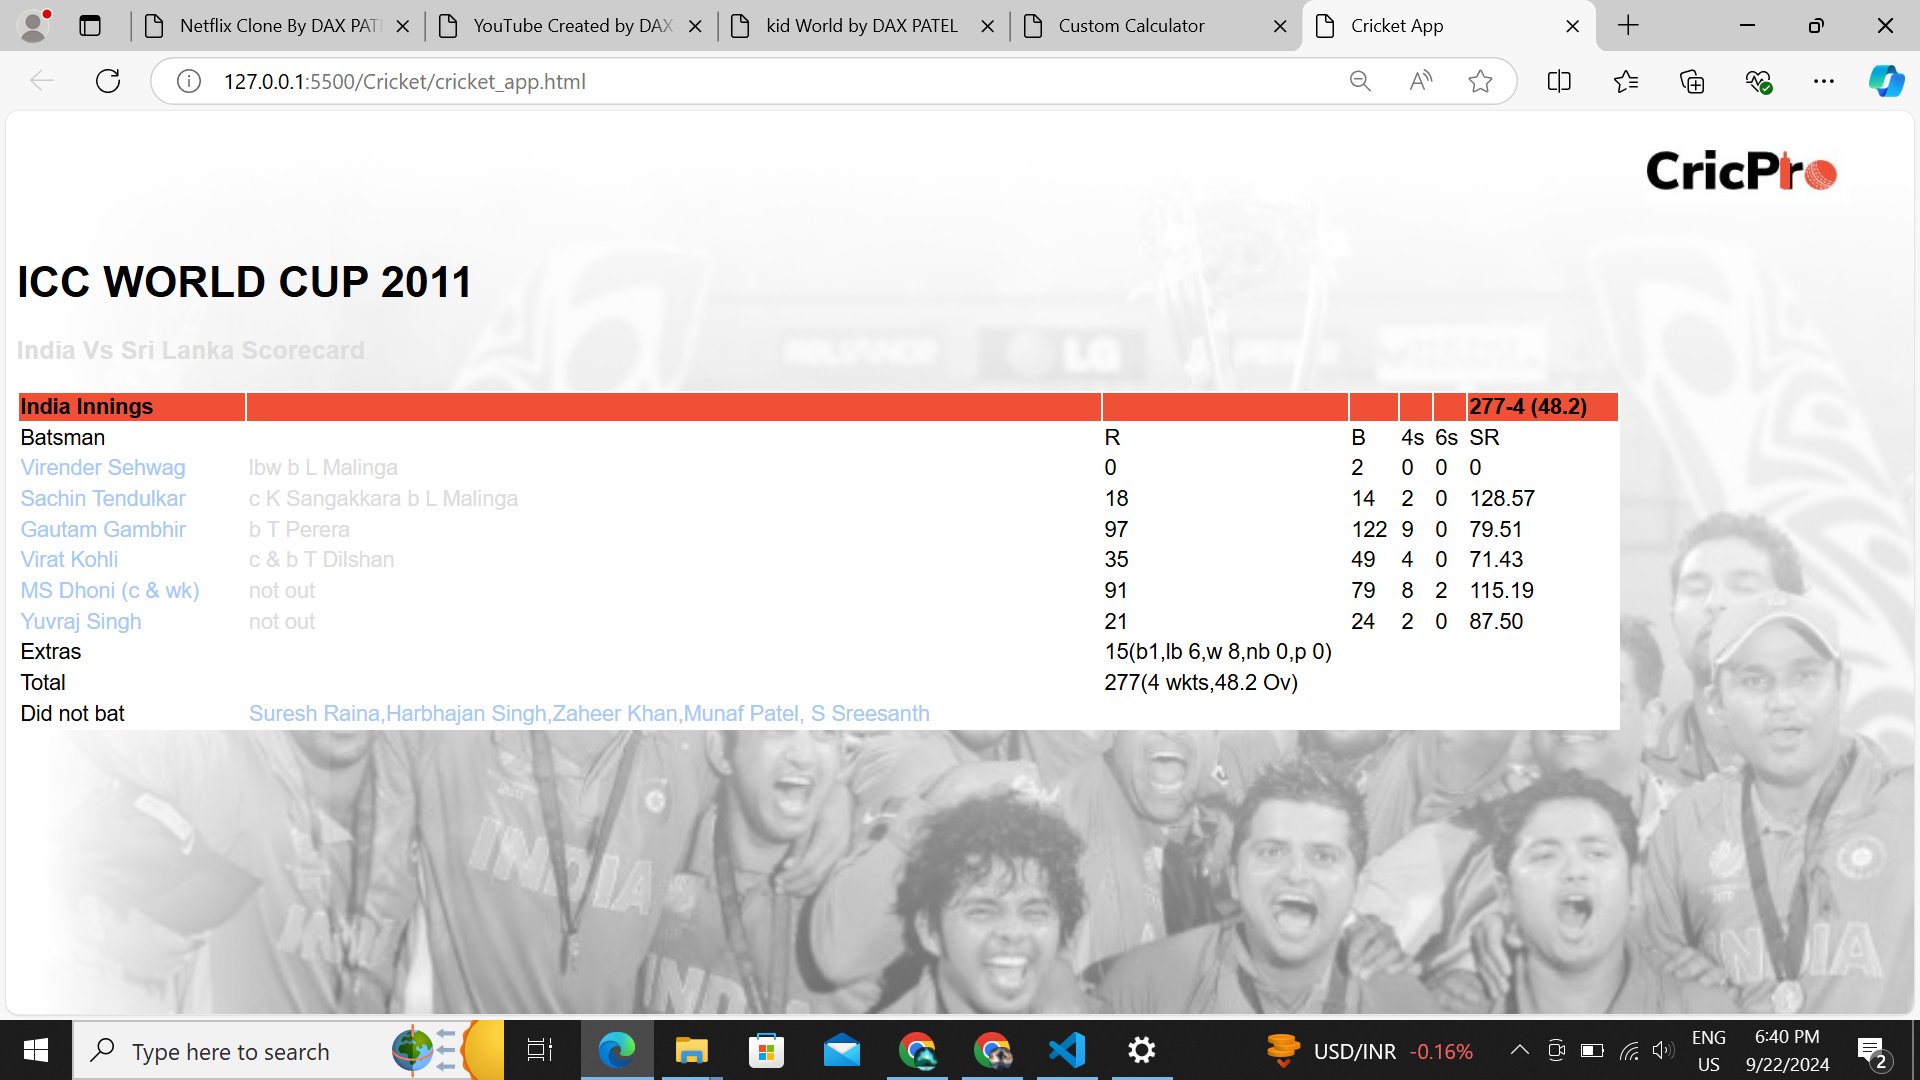 Netflix Clone By DAX PAT
YouTube Created by DAX
kid World by DAX PATEL
Custom Calculator
Cricket App
127.0.0.1:5500/Cricket/cricket_app.html
CricPro
ICC WORLD CUP 2011
India Vs Sri Lanka Scorecard
RELIANCE LG
India Innings 277-4 (48.2)
Batsman R B 4s 6s SR
Virender Sehwag lbw b L Malinga 0 2 0 0 0
Sachin Tendulkar c K Sangakkara b L Malinga 18 14 2 0 128.57
Gautam Gambhir b T Perera 97 122 9 0 79.51
Virat Kohli c & b T Dilshan 35 49 4 0 71.43
MS Dhoni (c & wk) not out 91 79 8 2 115.19
Yuvraj Singh not out 21 24 2 0 87.50
Extras 15(b1,lb 6,w 8,nb 0,p 0)
Total 277(4 wkts,48.2 Ov)
Did not bat Suresh Raina,Harbhajan Singh,Zaheer Khan,Munaf Patel, S Sreesanth
INDIA
INDIA
Type here to search
USD/INR -0.16%
ENG
US
6:40 PM
9/22/2024
2